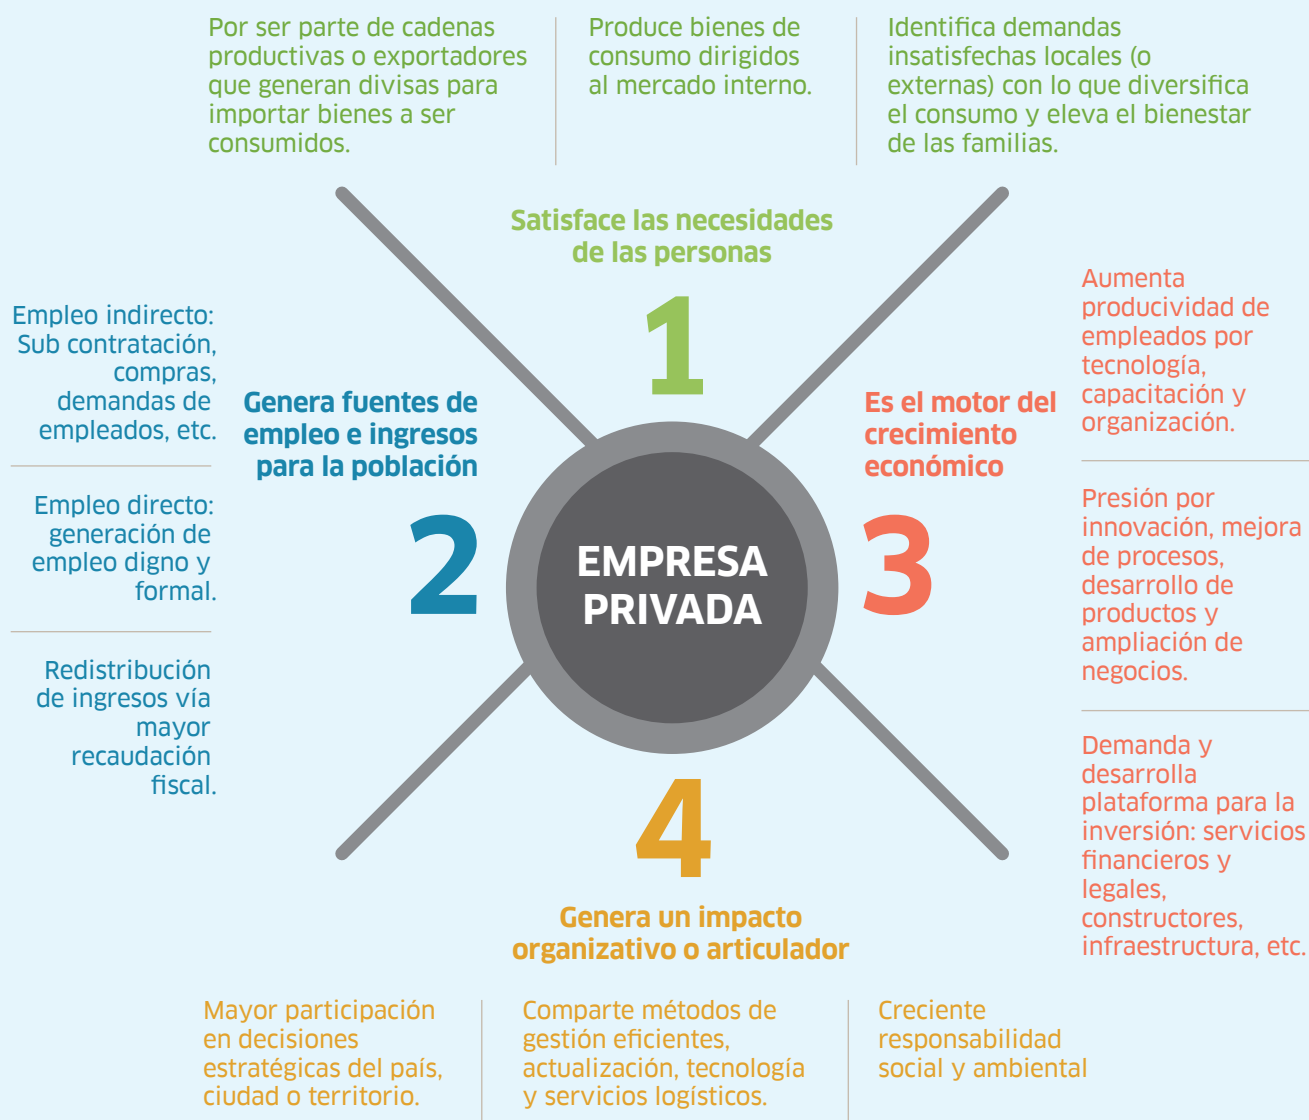 Por ser parte de cadenas
productivas o exportadores
que generan divisas para
importar bienes a ser
consumidos.
Produce bienes de
consumo dirigidos
al mercado interno.
Identifica demandas
insatisfechas locales (o
externas) con lo que diversifica
el consumo y eleva el bienestar
de las familias.
Satisface las necesidades
de las personas
1
Empleo indirecto:
Sub contratación,
compras,
demandas de
empleados, etc.
Empleo directo:
generación de
empleo digno y
formal.
Redistribución
de ingresos vía
mayor
recaudación
fiscal.
Genera fuentes de
empleo e ingresos
para la población
2
EMPRESA
PRIVADA
Es el motor del
crecimiento
económico
3
Aumenta
producividad de
empleados por
tecnología,
capacitación y
organización.
Presión por
innovación, mejora
de procesos,
desarrollo de
productos y
ampliación de
negocios.
Demanda y
desarrolla
plataforma para la
inversión: servicios
financieros y
legales,
constructores,
infraestructura, etc.
4
Genera un impacto
organizativo o articulador
Mayor participación
en decisiones
estratégicas del país,
ciudad o territorio.
Comparte métodos de
gestión eficientes,
actualización, tecnología
y servicios logísticos.
Creciente
responsabilidad
social y ambiental